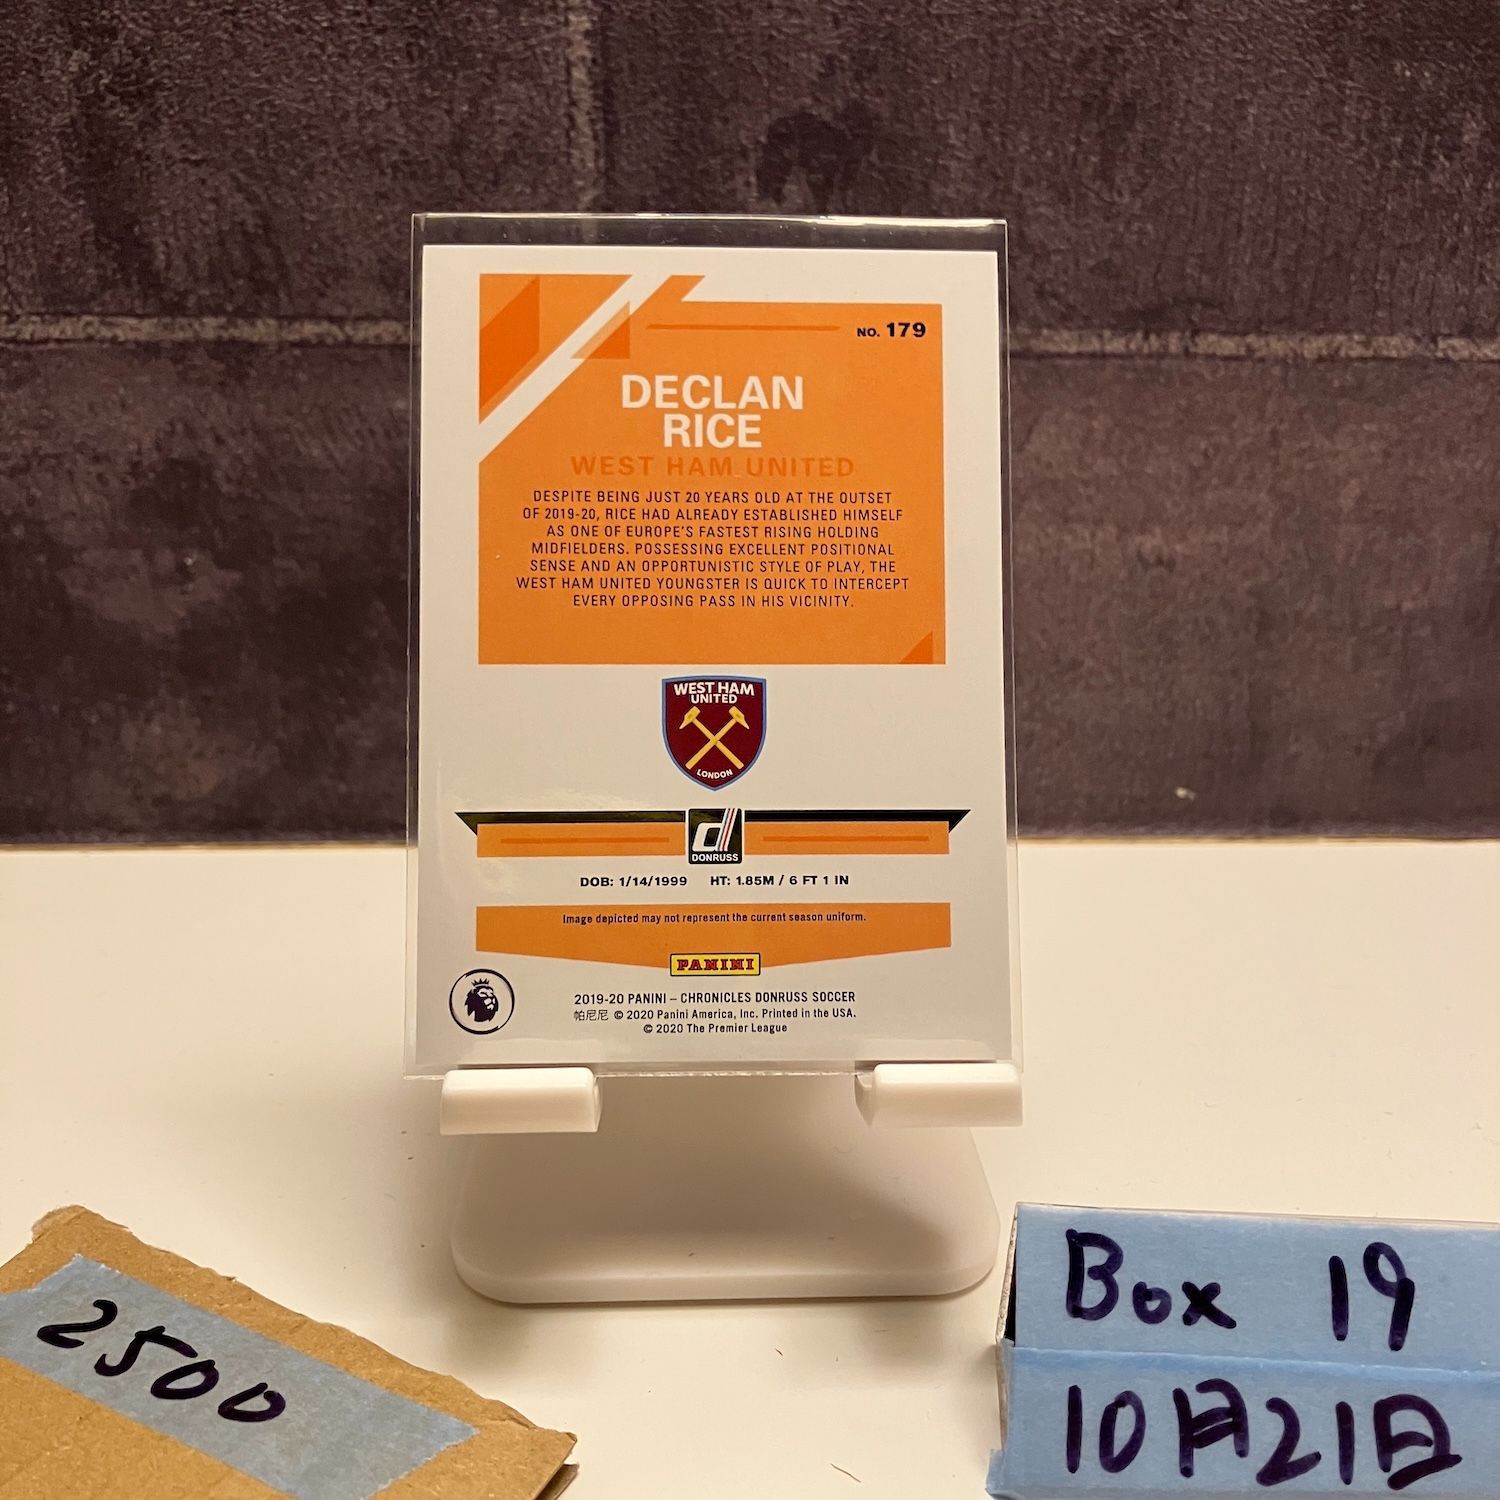 NO. 179
DECLAN
RICE
WEST HAM UNITED
DESPITE BEING JUST 20 YEARS OLD AT THE OUTSET
OF 2019-20, RICE HAD ALREADY ESTABLISHED HIMSELF
AS ONE OF EUROPE'S FASTEST RISING HOLDING
MIDFIELDERS. POSSESSING EXCELLENT POSITIONAL
SENSE AND AN OPPORTUNISTIC STYLE OF PLAY, THE
WEST HAM UNITED YOUNGSTER IS QUICK TO INTERCEPT
EVERY OPPOSING PASS IN HIS VICINITY.
WEST HAM
UNITED
LONDON
d
DONRUSS
DOB: 1/14/1999 HT: 1.85M / 6 FT 1 IN
Image depicted may not represent the current season uniform.
PANINI
2019-20 PANINI – CHRONICLES DONRUSS SOCCER
帕尼尼 © 2020 Panini America, Inc. Printed in the USA.
© 2020 The Premier League
2500
Box 19
10月21日